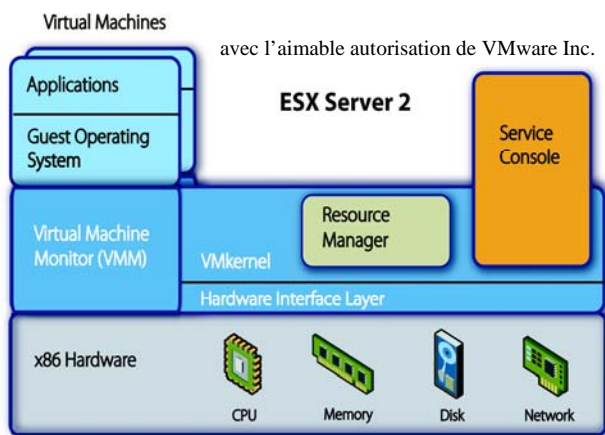 Virtual Machines
avec l’aimable autorisation de VMware Inc.
Applications
ESX Server 2
Guest Operating
System
Service
Console
Virtual Machine
Monitor (VMM)
Resource
Manager
VMkernel
Hardware Interface Layer
x86 Hardware
CPU
Memory
Disk
Network